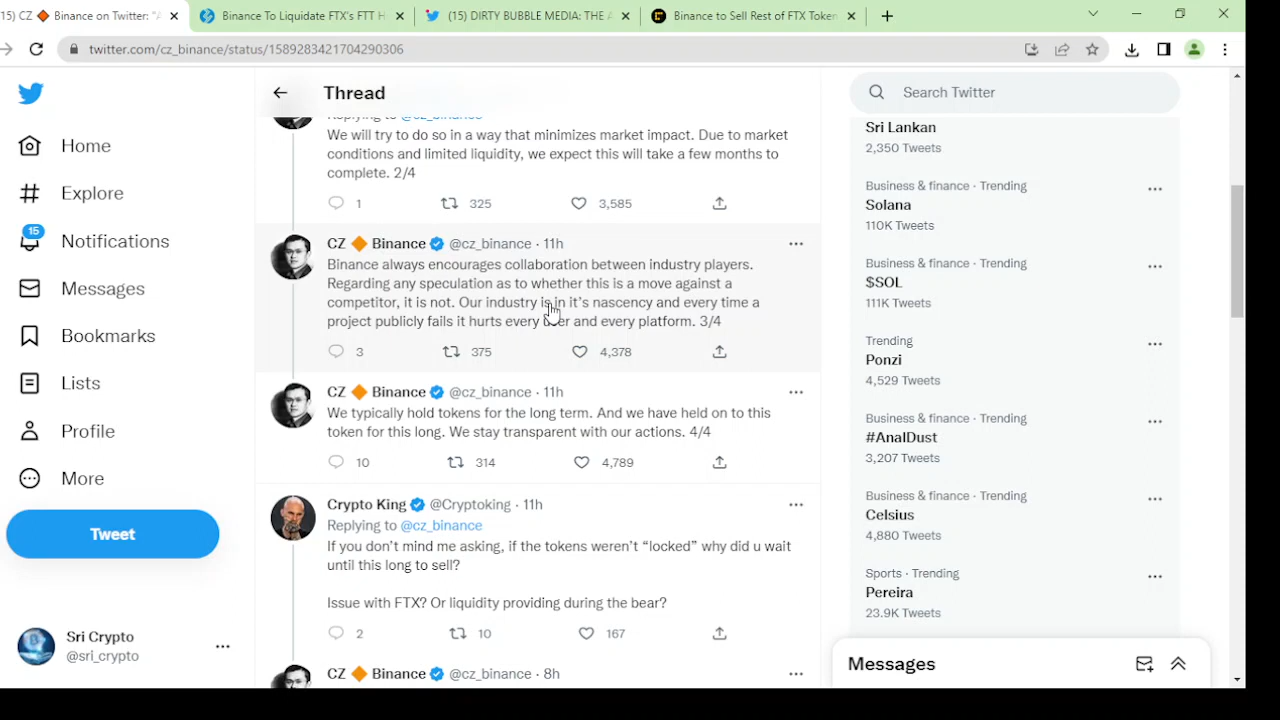 15) CZ 🔶 Binance on Twitter: "A
Binance To Liquidate FTX's FTT H
(15) DIRTY BUBBLE MEDIA: THE A
Binance to Sell Rest of FTX Token
twitter.com/cz_binance/status/1589283421704290306
Home
Explore
15
Notifications
Messages
Bookmarks
Lists
Profile
More
Tweet
Sri Crypto
@sri_crypto
Thread
Replying to @cz_binance
We will try to do so in a way that minimizes market impact. Due to market
conditions and limited liquidity, we expect this will take a few months to
complete. 2/4
1 325 3,585
CZ 🔶 Binance @cz_binance · 11h
Binance always encourages collaboration between industry players.
Regarding any speculation as to whether this is a move against a
competitor, it is not. Our industry is in it's nascency and every time a
project publicly fails it hurts every user and every platform. 3/4
3 375 4,378
CZ 🔶 Binance @cz_binance · 11h
We typically hold tokens for the long term. And we have held on to this
token for this long. We stay transparent with our actions. 4/4
10 314 4,789
Crypto King @Cryptoking · 11h
Replying to @cz_binance
If you don't mind me asking, if the tokens weren't “locked” why did u wait
until this long to sell?
Issue with FTX? Or liquidity providing during the bear?
2 10 167
CZ 🔶 Binance @cz_binance · 8h
Search Twitter
Sri Lankan
2,350 Tweets
Business & finance · Trending
Solana
110K Tweets
Business & finance · Trending
$SOL
111K Tweets
Trending
Ponzi
4,529 Tweets
Business & finance · Trending
#AnalDust
3,207 Tweets
Business & finance · Trending
Celsius
4,880 Tweets
Sports · Trending
Pereira
23.9K Tweets
Messages